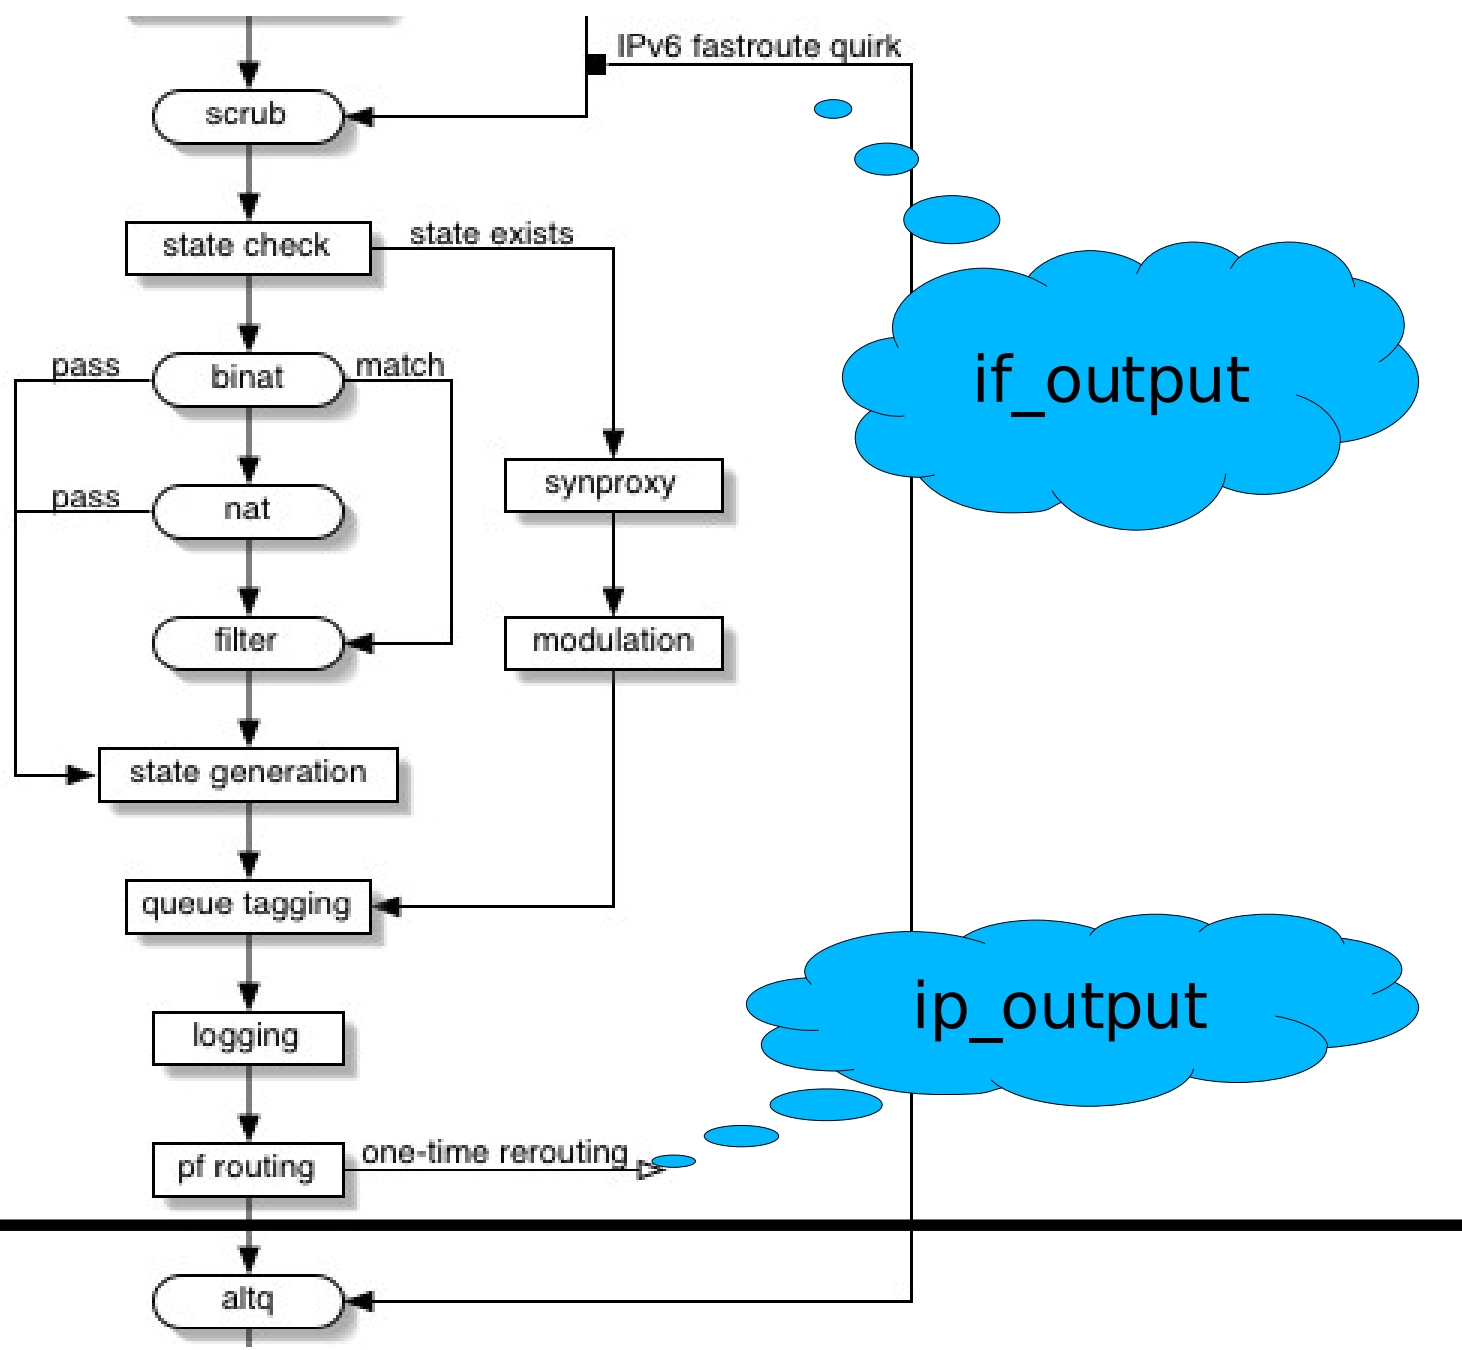 IPv6 fastroute quirk
scrub
state check
state exists
pass
binat
match
if_output
synproxy
pass
nat
filter
modulation
state generation
queue tagging
ip_output
logging
one-time rerouting
pf routing
altq